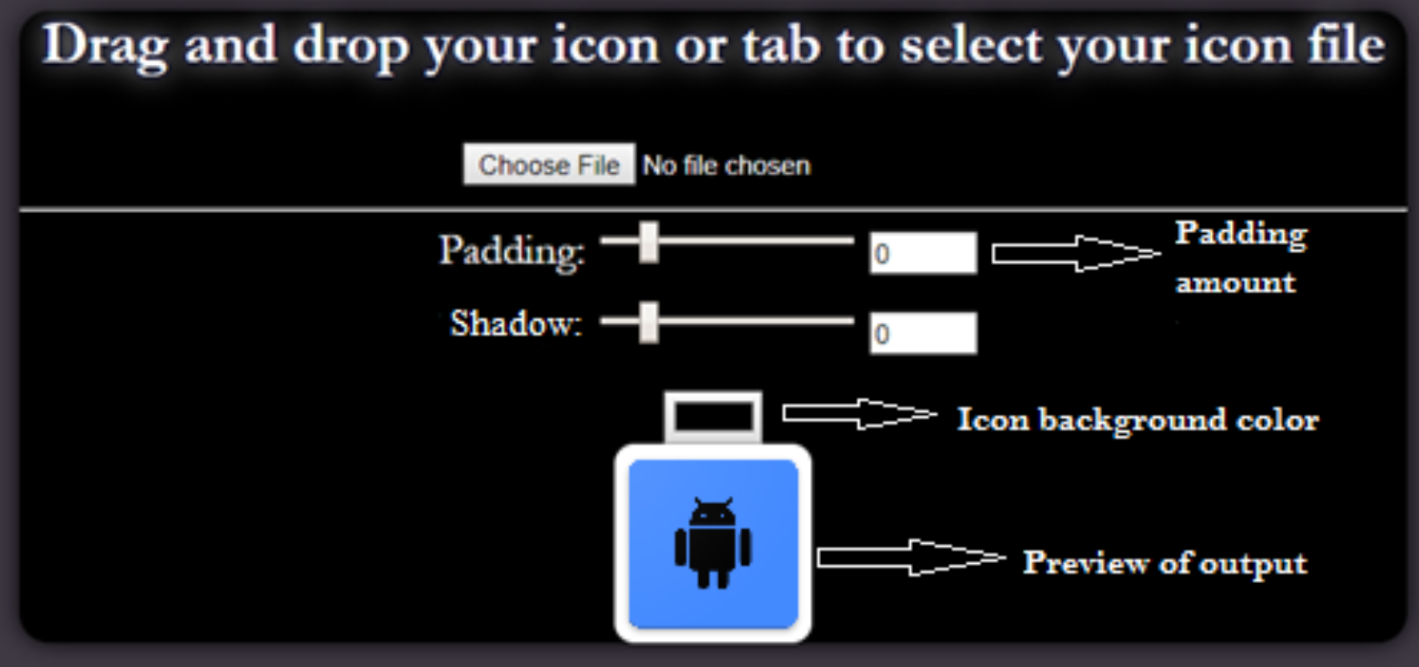 Drag and drop your icon or tab to select your icon file
Choose File No file chosen
Padding: 0 Padding
amount
Shadow: 0
Icon background color
Preview of output